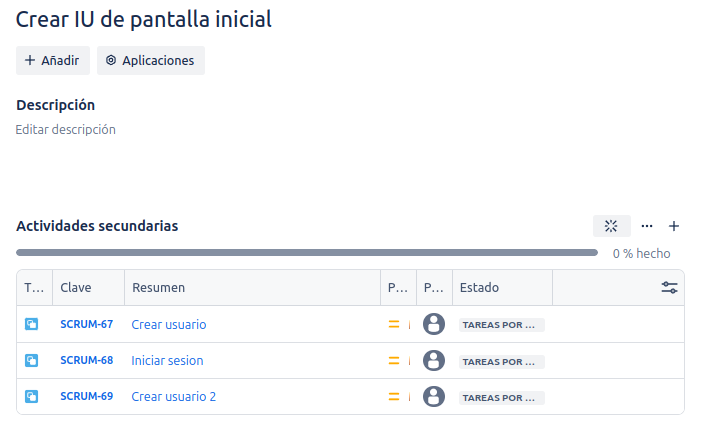 Crear IU de pantalla inicial
Añadir
Aplicaciones
Descripción
Editar descripción
Actividades secundarias
0 % hecho
T... Clave Resumen P... P... Estado
SCRUM-67 Crear usuario TAREAS POR ...
SCRUM-68 Iniciar sesion TAREAS POR ...
SCRUM-69 Crear usuario 2 TAREAS POR ...